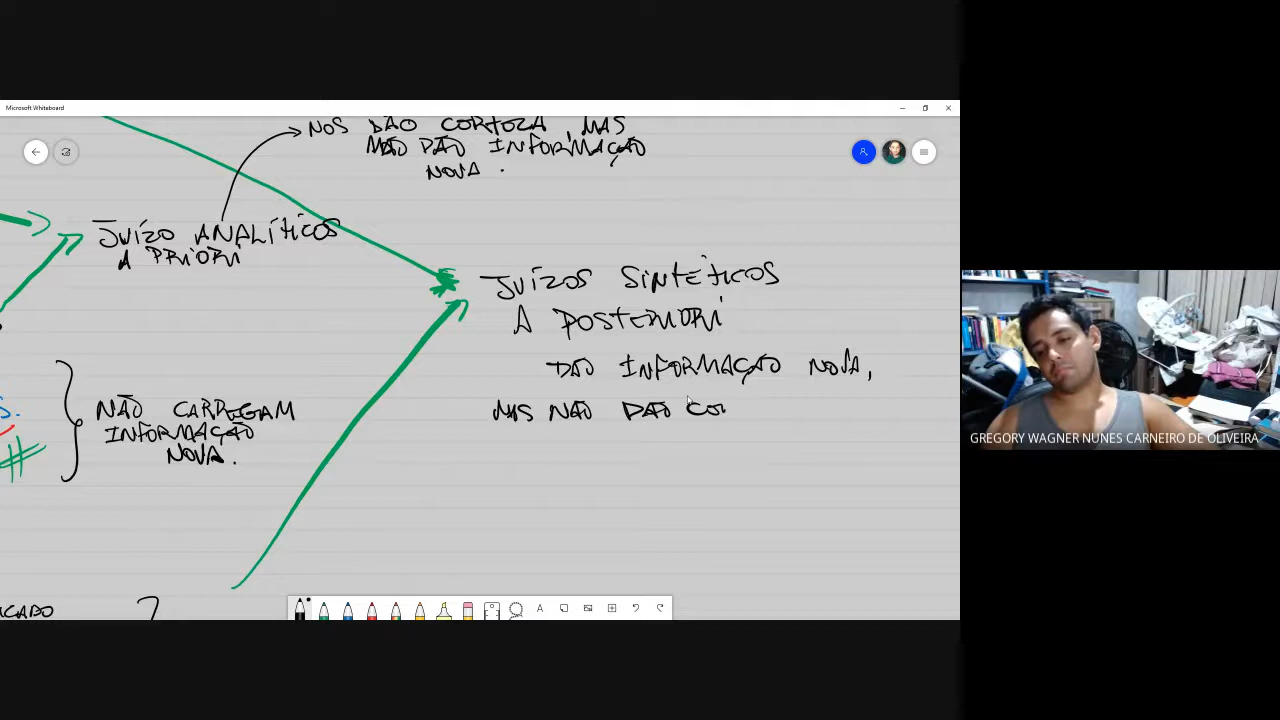 Microsoft Whiteboard
NOS DÃO CERTEZA, MAS
NÃO DÃO INFORMAÇÃO
NOVA.
JUÍZO ANALÍTICOS
A PRIORI
JUÍZOS SINTÉTICOS
A POSTERIORI
DÃO INFORMAÇÃO NOVA,
MAS NÃO DÃO CO
S.
NÃO CARREGAM
INFORMAÇÃO
NOVA.
GREGORY WAGNER NUNES CARNEIRO DE OLIVEIRA